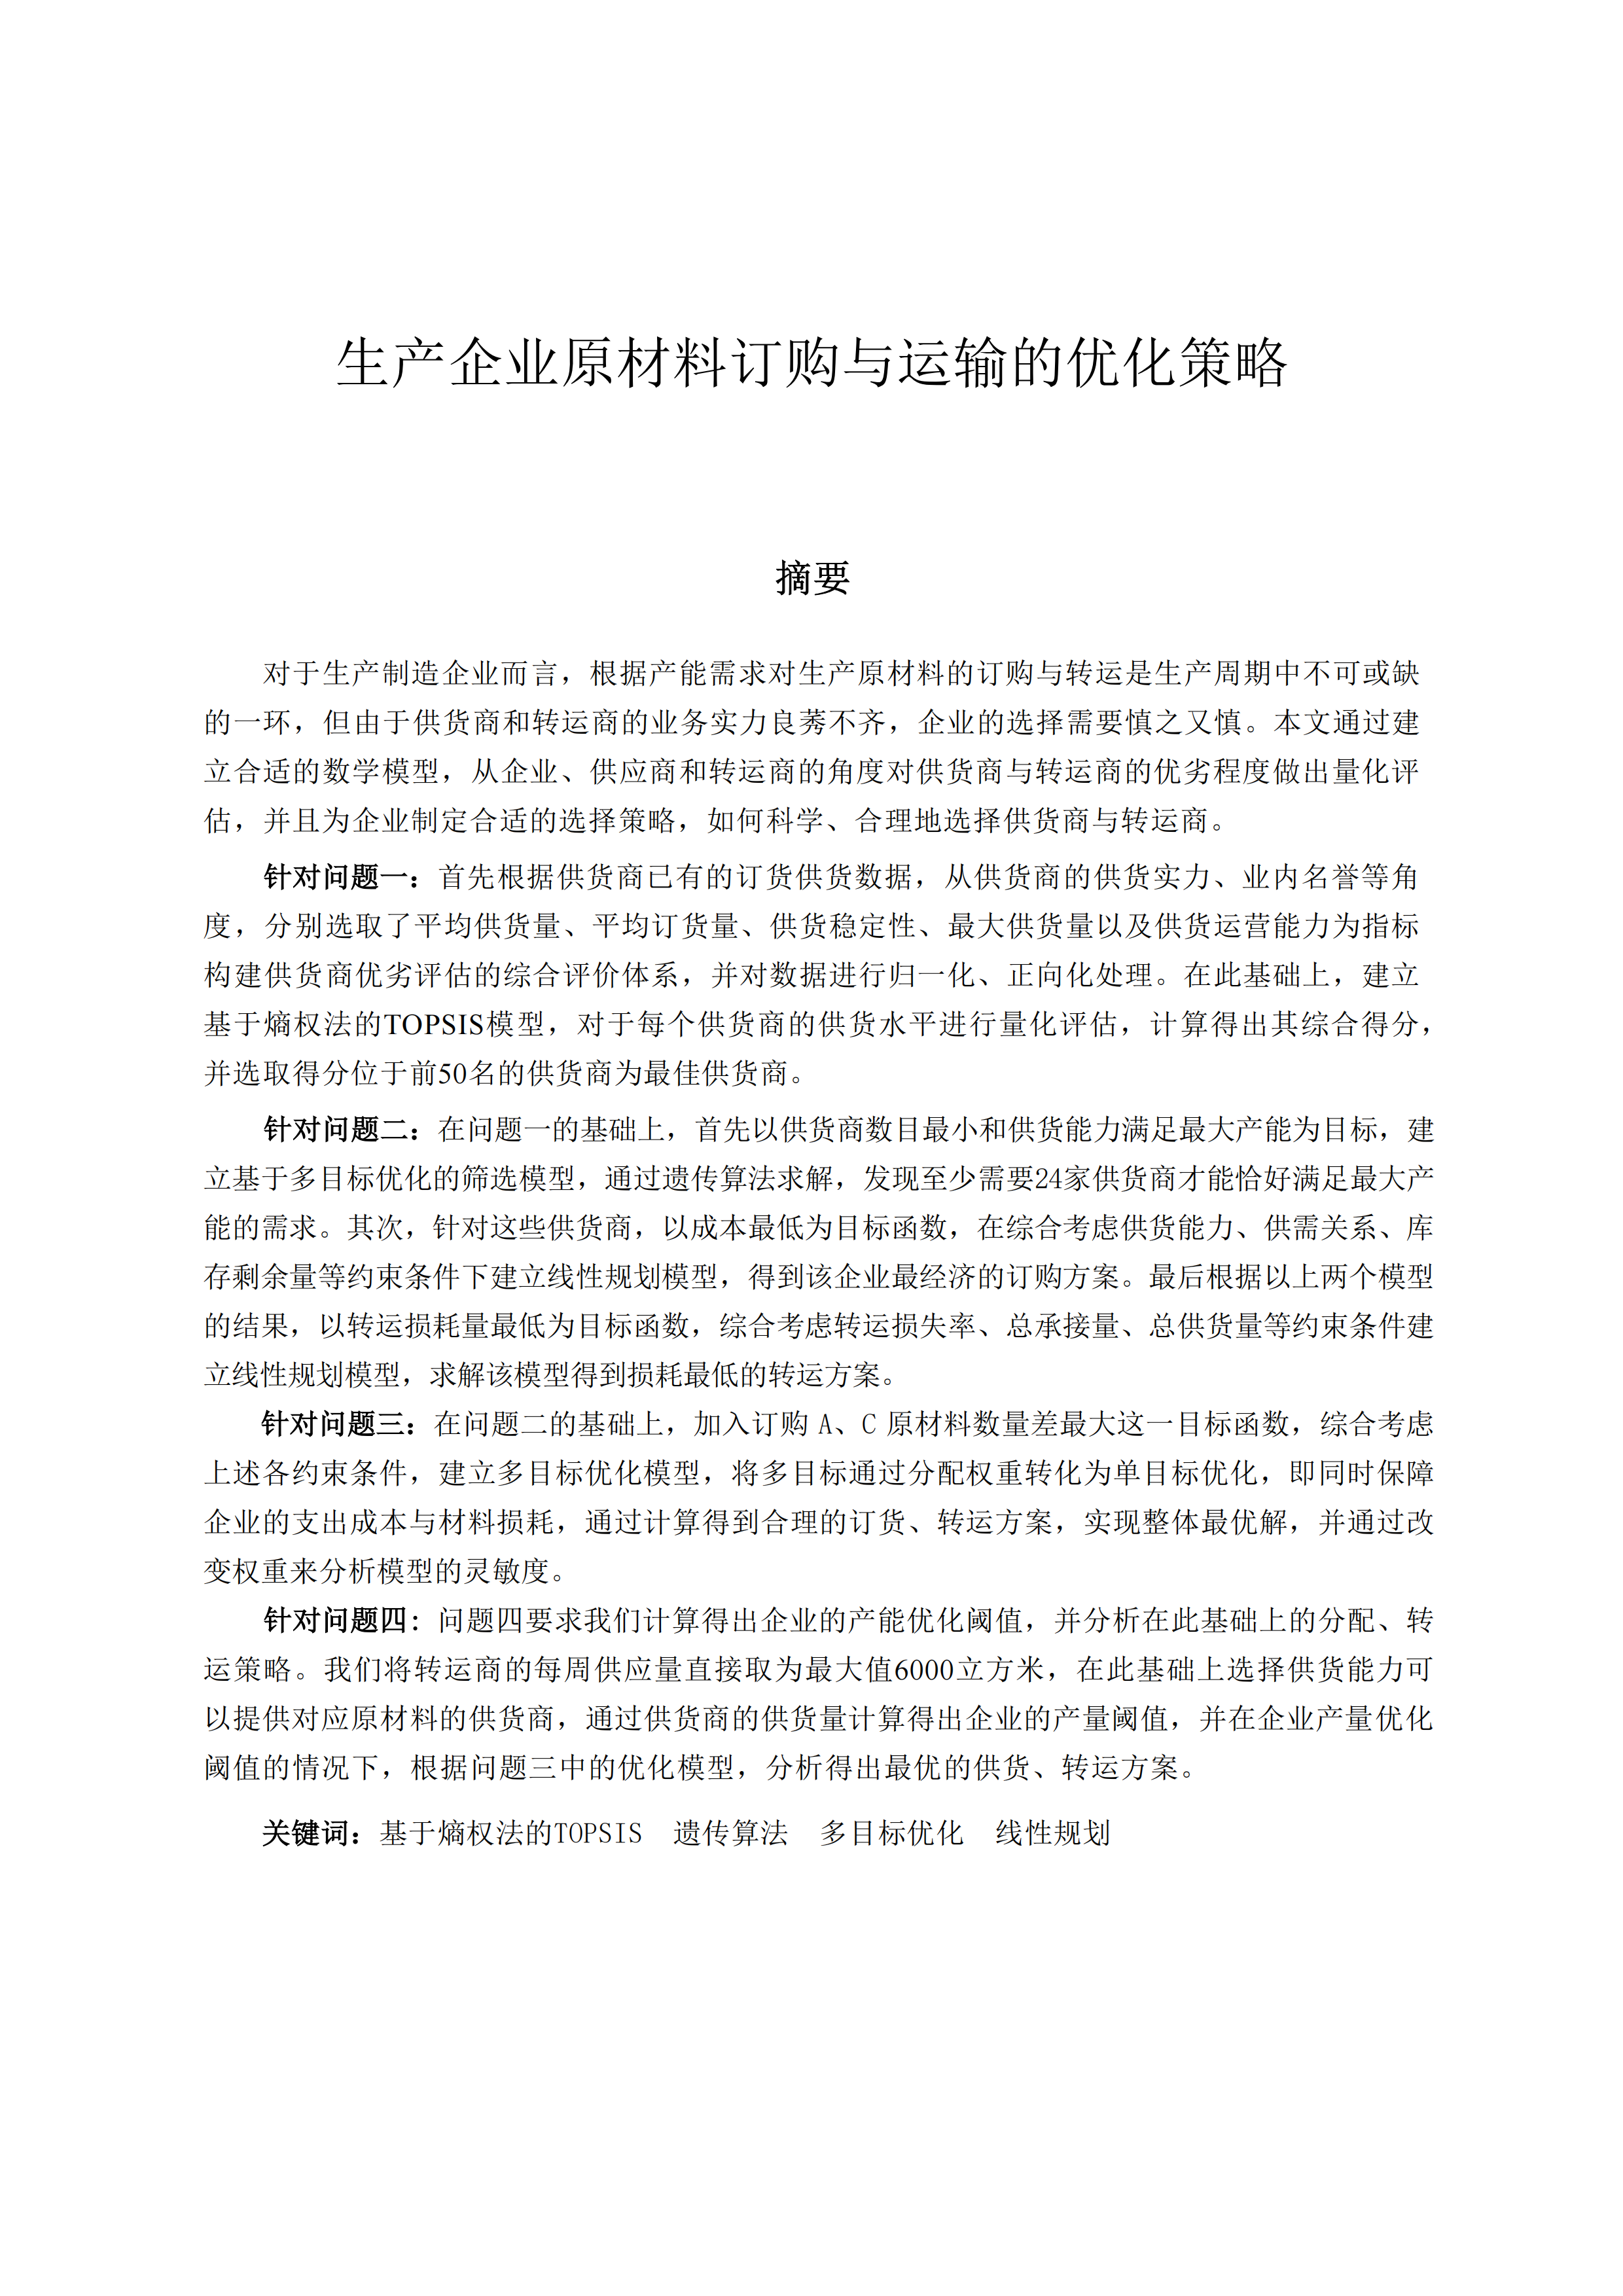 生产企业原材料订购与运输的优化策略
摘要
对于生产制造企业而言，根据产能需求对生产原材料的订购与转运是生产周期中不可或缺
的一环，但由于供货商和转运商的业务实力良莠不齐，企业的选择需要慎之又慎。本文通过建
立合适的数学模型，从企业、供应商和转运商的角度对供货商与转运商的优劣程度做出量化评
估，并且为企业制定合适的选择策略，如何科学、合理地选择供货商与转运商。
针对问题一：首先根据供货商已有的订货供货数据，从供货商的供货实力、业内名誉等角
度，分别选取了平均供货量、平均订货量、供货稳定性、最大供货量以及供货运营能力为指标
构建供货商优劣评估的综合评价体系，并对数据进行归一化、正向化处理。在此基础上，建立
基于熵权法的TOPSIS模型，对于每个供货商的供货水平进行量化评估，计算得出其综合得分，
并选取得分位于前50名的供货商为最佳供货商。
针对问题二：在问题一的基础上，首先以供货商数目最小和供货能力满足最大产能为目标，建
立基于多目标优化的筛选模型，通过遗传算法求解，发现至少需要24家供货商才能恰好满足最大产
能的需求。其次，针对这些供货商，以成本最低为目标函数，在综合考虑供货能力、供需关系、库
存剩余量等约束条件下建立线性规划模型，得到该企业最经济的订购方案。最后根据以上两个模型
的结果，以转运损耗量最低为目标函数，综合考虑转运损失率、总承接量、总供货量等约束条件建
立线性规划模型，求解该模型得到损耗最低的转运方案。
针对问题三：在问题二的基础上，加入订购 A、C 原材料数量差最大这一目标函数，综合考虑
上述各约束条件，建立多目标优化模型，将多目标通过分配权重转化为单目标优化，即同时保障
企业的支出成本与材料损耗，通过计算得到合理的订货、转运方案，实现整体最优解，并通过改
变权重来分析模型的灵敏度。
针对问题四：问题四要求我们计算得出企业的产能优化阈值，并分析在此基础上的分配、转
运策略。我们将转运商的每周供应量直接取为最大值6000立方米，在此基础上选择供货能力可
以提供对应原材料的供货商，通过供货商的供货量计算得出企业的产量阈值，并在企业产量优化
阈值的情况下，根据问题三中的优化模型，分析得出最优的供货、转运方案。
关键词：基于熵权法的TOPSIS 遗传算法 多目标优化 线性规划